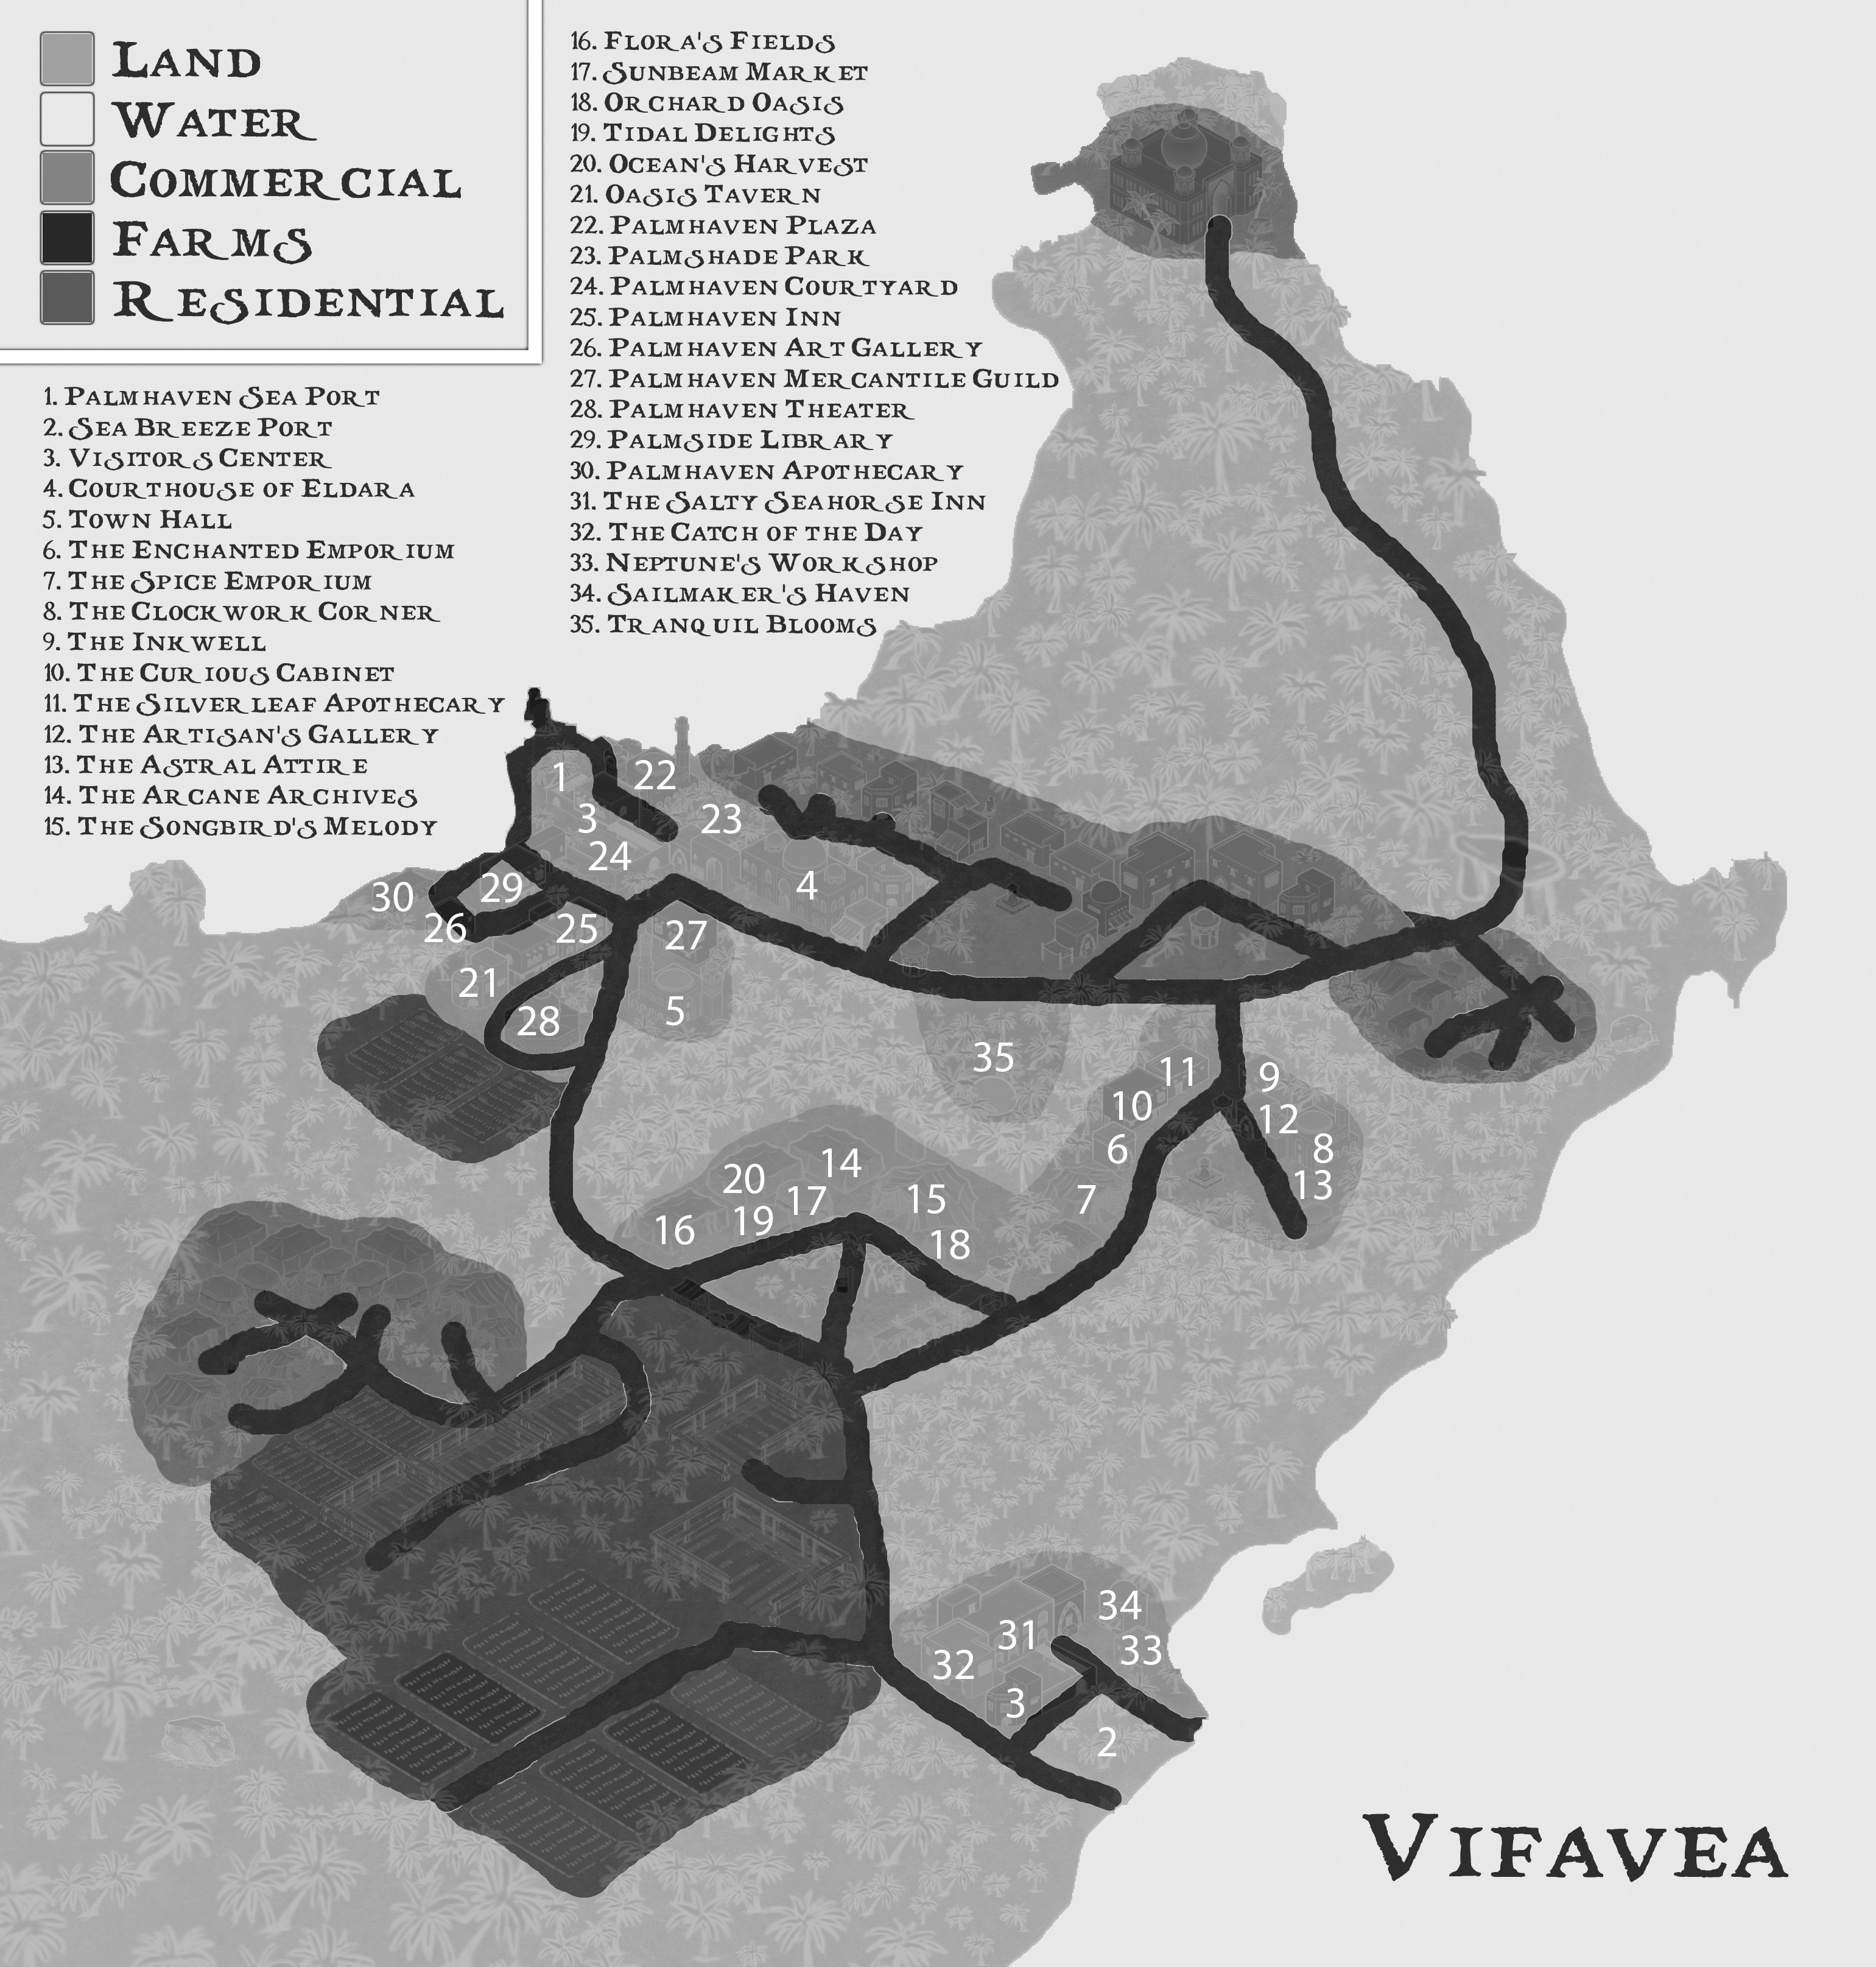 Land
Water
Commercial
Farms
Residential
1. Palmhaven Sea Port
2. Sea Breeze Port
3. Visitors Center
4. Courthouse of Eldara
5. Town Hall
6. The Enchanted Emporium
7. The Spice Emporium
8. The Clockwork Corner
9. The Inkwell
10. The Curious Cabinet
11. The Silverleaf Apothecary
12. The Artisan's Gallery
13. The Astral Attire
14. The Arcane Archives
15. The Songbird's Melody
16. Flora's Fields
17. Sunbeam Market
18. Orchard Oasis
19. Tidal Delights
20. Ocean's Harvest
21. Oasis Tavern
22. Palmhaven Plaza
23. Palmshade Park
24. Palmhaven Courtyard
25. Palmhaven Inn
26. Palmhaven Art Gallery
27. Palmhaven Mercantile Guild
28. Palmhaven Theater
29. Palmside Library
30. Palmhaven Apothecary
31. The Salty Seahorse Inn
32. The Catch of the Day
33. Neptune's Workshop
34. Sailmaker's Haven
35. Tranquil Blooms
1
22
3
23
24
4
29
30
26
25
27
21
28
5
35
11
9
10
12
6
8
13
7
14
20
17
15
16
19
18
34
31
33
32
3
2
Vifavea